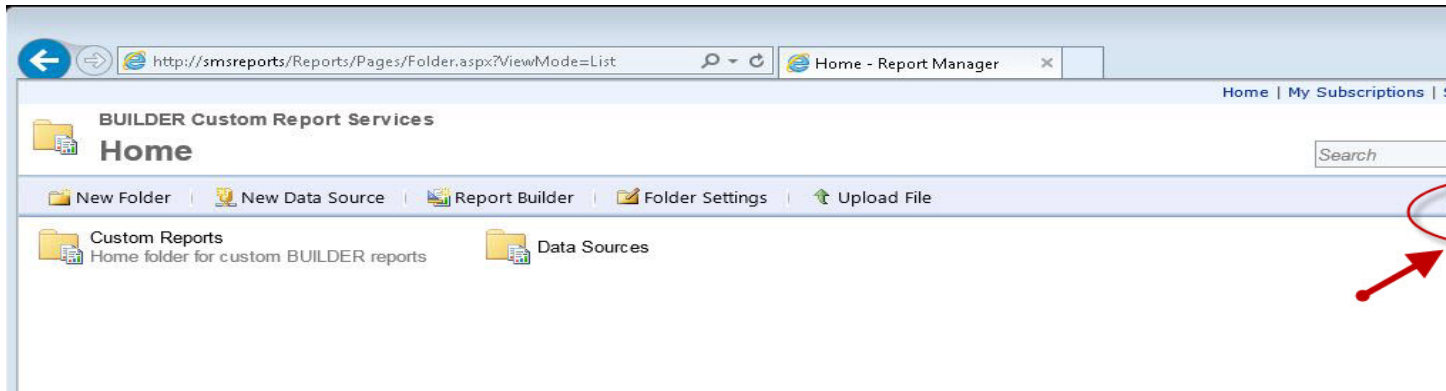 http://smsreports/Reports/Pages/Folder.aspx?ViewMode=List
Home - Report Manager
Home | My Subscriptions |
BUILDER Custom Report Services
Home
Search
New Folder | New Data Source | Report Builder | Folder Settings | Upload File
Custom Reports
Home folder for custom BUILDER reports
Data Sources